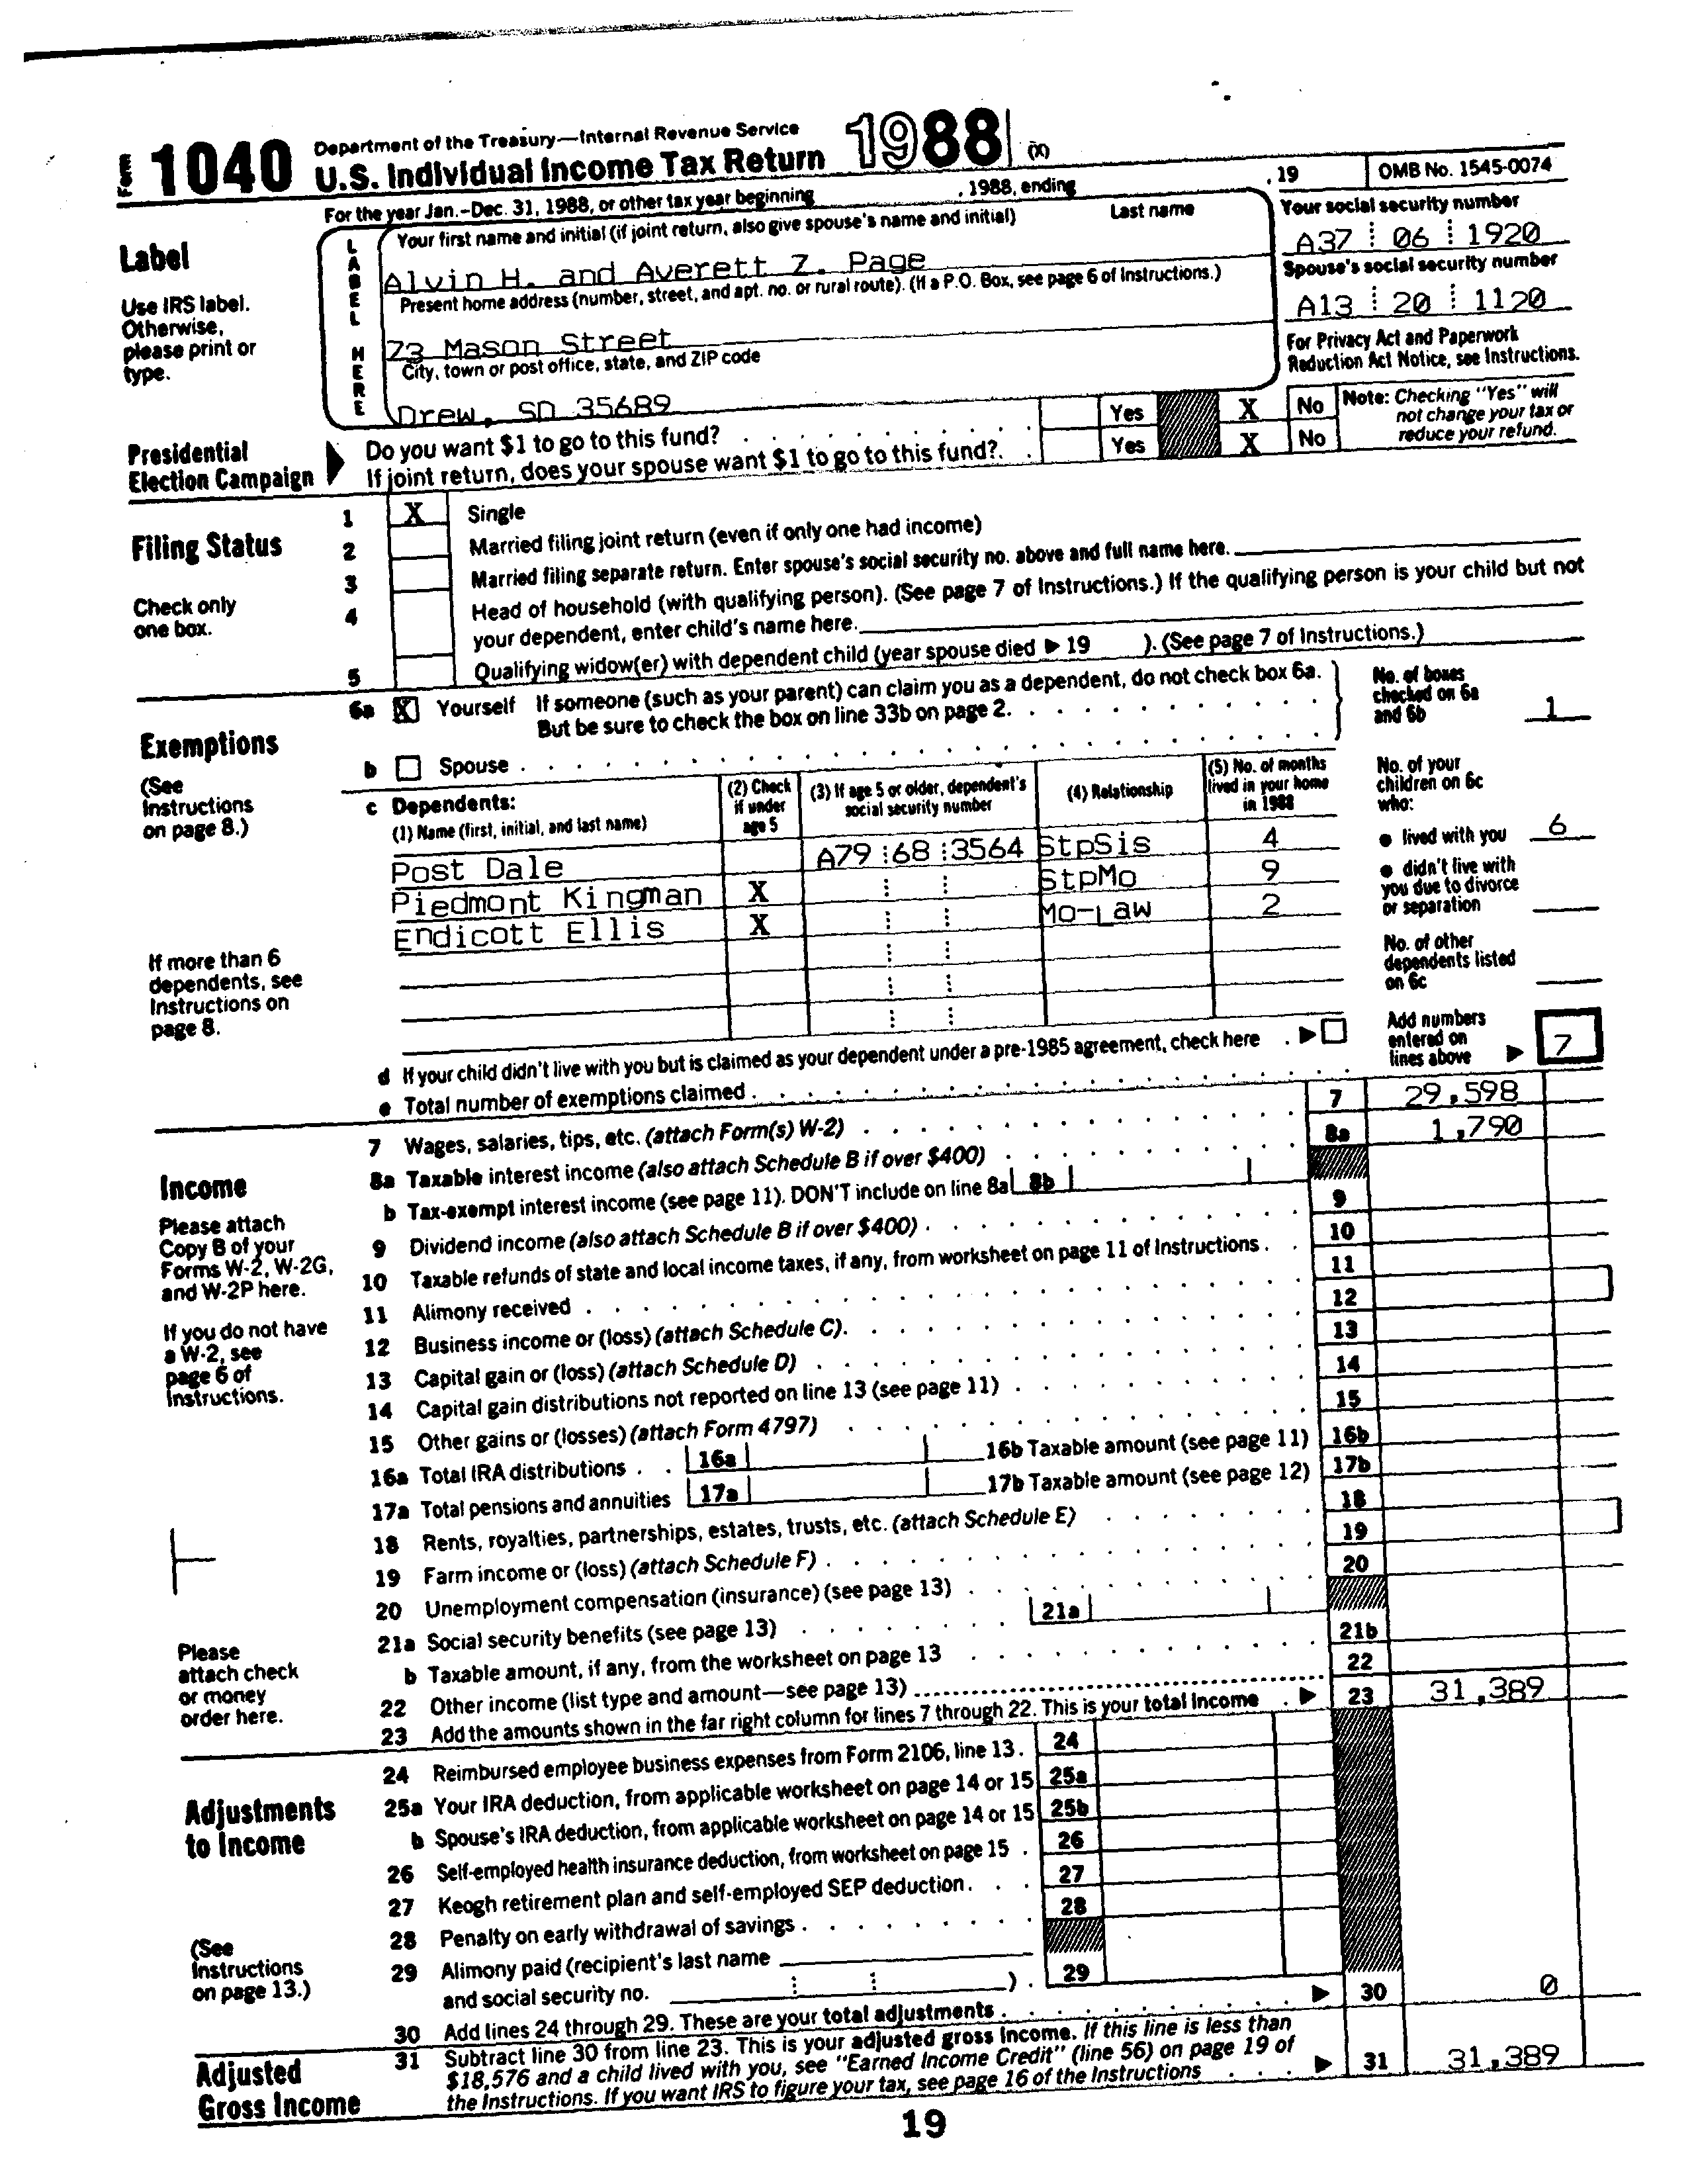 Form 1040 Department of the Treasury—Internal Revenue Service
U.S. Individual Income Tax Return 1988 (X)
For the year Jan.-Dec. 31, 1988, or other tax year beginning , 1988, ending , 19 OMB No. 1545-0074
Label
Use IRS label.
Otherwise,
please print or
type.
LABEL HERE
Your first name and initial (if joint return, also give spouse's name and initial) Last name
Alvin H. and Averett Z. Page
Your social security number
A37 06 1920
Present home address (number, street, and apt. no. or rural route). (If a P.O. Box, see page 6 of Instructions.)
73 Mason Street
Spouse's social security number
A13 20 1120
City, town or post office, state, and ZIP code
Drew, SD 35689
For Privacy Act and Paperwork
Reduction Act Notice, see Instructions.
Presidential
Election Campaign
Do you want $1 to go to this fund? Yes X No
If joint return, does your spouse want $1 to go to this fund?. Yes X No
Note: Checking "Yes" will
not change your tax or
reduce your refund.
Filing Status
Check only
one box.
1 X Single
2 Married filing joint return (even if only one had income)
3 Married filing separate return. Enter spouse's social security no. above and full name here.
4 Head of household (with qualifying person). (See page 7 of Instructions.) If the qualifying person is your child but not
your dependent, enter child's name here.
5 Qualifying widow(er) with dependent child (year spouse died ▶ 19 ). (See page 7 of Instructions.)
Exemptions
(See
Instructions
on page 8.)
6a X Yourself If someone (such as your parent) can claim you as a dependent, do not check box 6a.
But be sure to check the box on line 33b on page 2.
b Spouse
No. of boxes
checked on 6a
and 6b 1
c Dependents:
(1) Name (first, initial, and last name)
(2) Check
if under
age 5
(3) If age 5 or older, dependent's
social security number
(4) Relationship
(5) No. of months
lived in your home
in 1988
Post Dale A79 68 3564 StpSis 4
Piedmont Kingman X StpMo 9
Endicott Ellis X Mo-Law 2
No. of your
children on 6c
who:
● lived with you 6
● didn't live with
you due to divorce
or separation
No. of other
dependents listed
on 6c
If more than 6
dependents, see
Instructions on
page 8.
d If your child didn't live with you but is claimed as your dependent under a pre-1985 agreement, check here ▶
e Total number of exemptions claimed
Add numbers
entered on
lines above ▶ 7
Income
Please attach
Copy B of your
Forms W-2, W-2G,
and W-2P here.
If you do not have
a W-2, see
page 6 of
Instructions.
Please
attach check
or money
order here.
7 Wages, salaries, tips, etc. (attach Form(s) W-2) 7 29,598
8a Taxable interest income (also attach Schedule B if over $400) 8a 1,790
b Tax-exempt interest income (see page 11). DON'T include on line 8a 8b
9 Dividend income (also attach Schedule B if over $400) 9
10 Taxable refunds of state and local income taxes, if any, from worksheet on page 11 of Instructions 10
11 Alimony received 11
12 Business income or (loss) (attach Schedule C). 12
13 Capital gain or (loss) (attach Schedule D) 13
14 Capital gain distributions not reported on line 13 (see page 11) 14
15 Other gains or (losses) (attach Form 4797) 15
16a Total IRA distributions 16a 16b Taxable amount (see page 11) 16b
17a Total pensions and annuities 17a 17b Taxable amount (see page 12) 17b
18 Rents, royalties, partnerships, estates, trusts, etc. (attach Schedule E) 18
19 Farm income or (loss) (attach Schedule F) 19
20 Unemployment compensation (insurance) (see page 13) 20
21a Social security benefits (see page 13) 21a
b Taxable amount, if any, from the worksheet on page 13 21b
22 Other income (list type and amount—see page 13) 22
23 Add the amounts shown in the far right column for lines 7 through 22. This is your total income ▶ 23 31,389
Adjustments
to Income
(See
Instructions
on page 13.)
24 Reimbursed employee business expenses from Form 2106, line 13. 24
25a Your IRA deduction, from applicable worksheet on page 14 or 15 25a
b Spouse's IRA deduction, from applicable worksheet on page 14 or 15 25b
26 Self-employed health insurance deduction, from worksheet on page 15 26
27 Keogh retirement plan and self-employed SEP deduction. 27
28 Penalty on early withdrawal of savings 28
29 Alimony paid (recipient's last name
and social security no. ). 29
30 Add lines 24 through 29. These are your total adjustments ▶ 30 0
Adjusted
Gross Income
31 Subtract line 30 from line 23. This is your adjusted gross income. If this line is less than
$18,576 and a child lived with you, see "Earned Income Credit" (line 56) on page 19 of
the Instructions. If you want IRS to figure your tax, see page 16 of the Instructions ▶ 31 31,389
19